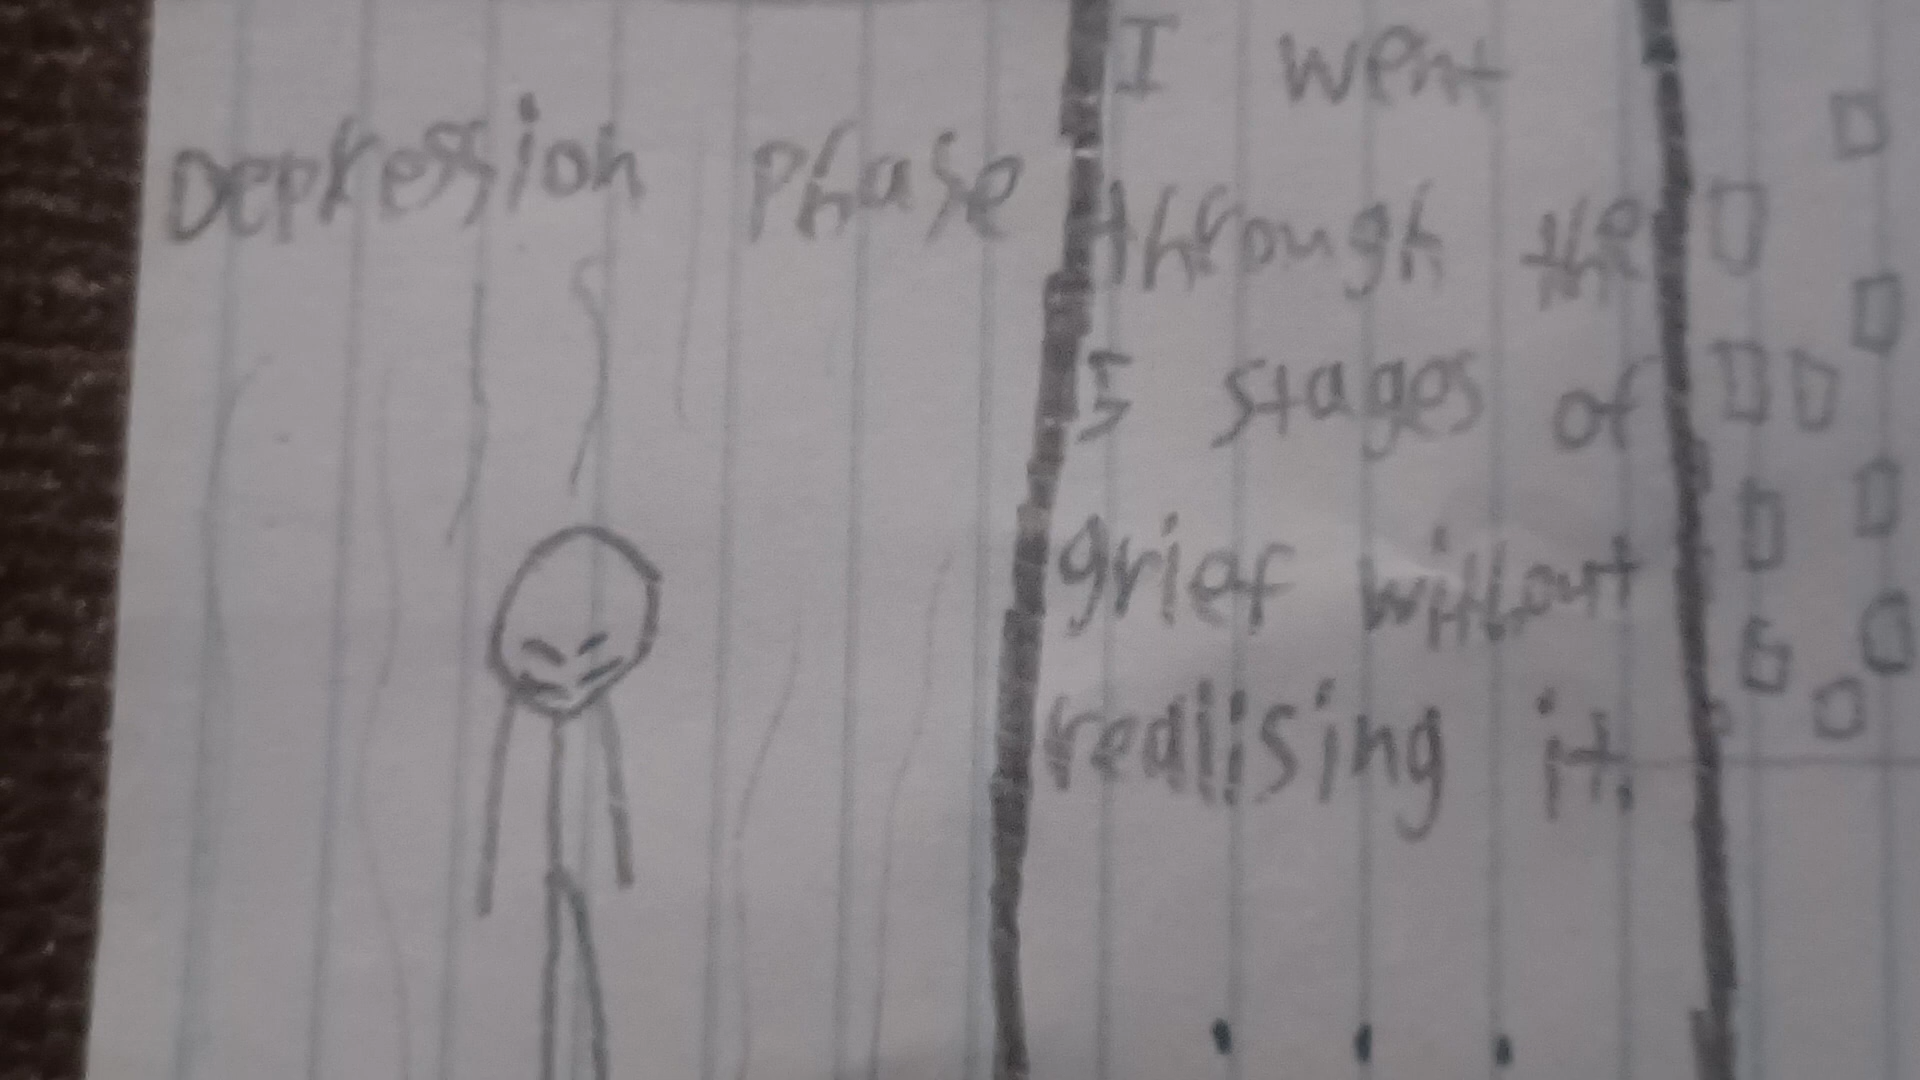 Depression Phase
I went
through the
5 stages of
grief without
realising it.
...